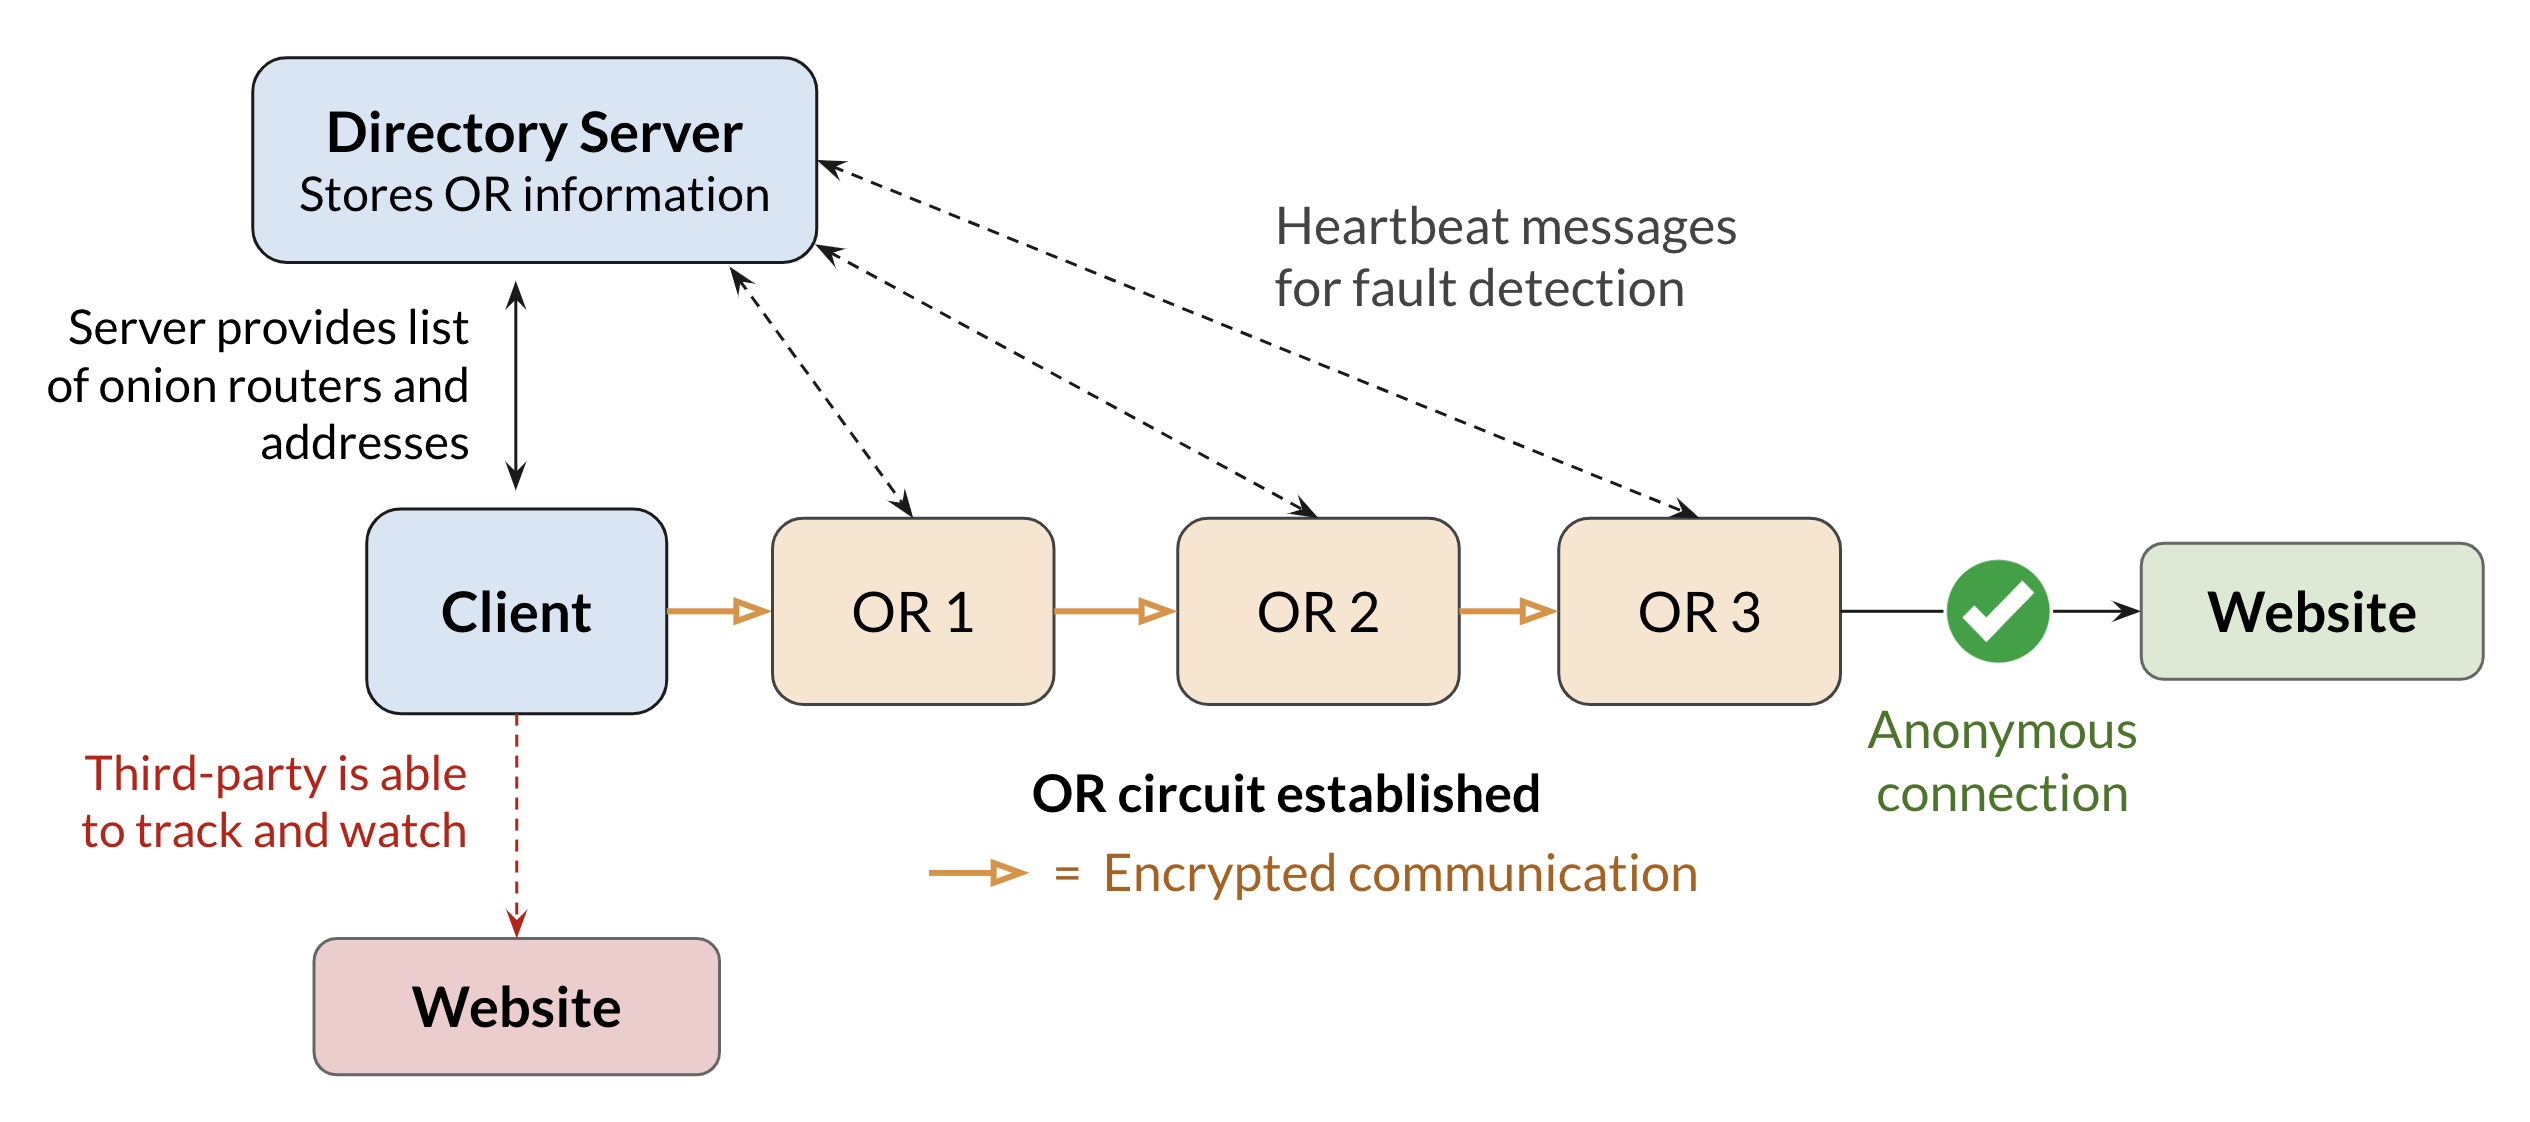 Directory Server
Stores OR information
Heartbeat messages
for fault detection
Server provides list
of onion routers and
addresses
Client
OR 1
OR 2
OR 3
Website
Anonymous
connection
Third-party is able
to track and watch
OR circuit established
= Encrypted communication
Website